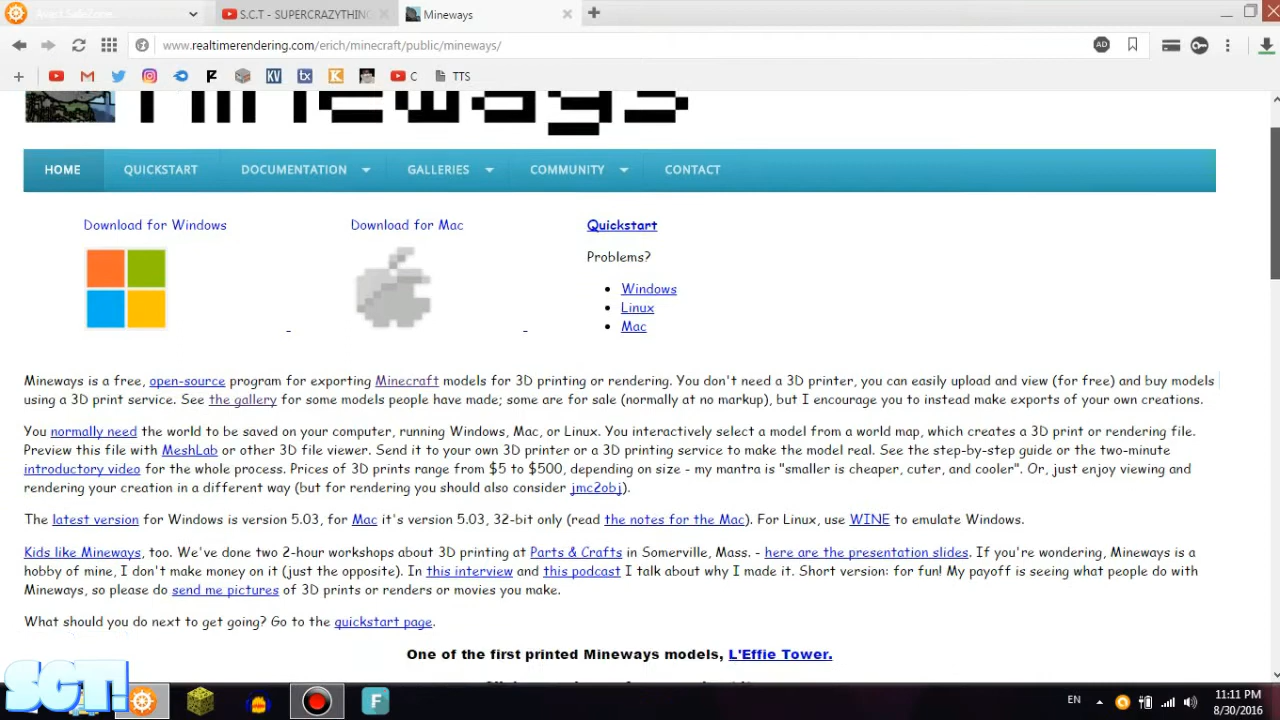 Avast SafeZone
S.C.T - SUPERCRAZYTHING
Mineways
www.realtimerendering.com/erich/minecraft/public/mineways/
AD
KV
tx
K
C
TTS
Mineways
HOME
QUICKSTART
DOCUMENTATION
GALLERIES
COMMUNITY
CONTACT
Download for Windows
Download for Mac
Quickstart
Problems?
Windows
Linux
Mac
Mineways is a free, open-source program for exporting Minecraft models for 3D printing or rendering. You don't need a 3D printer, you can easily upload and view (for free) and buy models
using a 3D print service. See the gallery for some models people have made; some are for sale (normally at no markup), but I encourage you to instead make exports of your own creations.
You normally need the world to be saved on your computer, running Windows, Mac, or Linux. You interactively select a model from a world map, which creates a 3D print or rendering file.
Preview this file with MeshLab or other 3D file viewer. Send it to your own 3D printer or a 3D printing service to make the model real. See the step-by-step guide or the two-minute
introductory video for the whole process. Prices of 3D prints range from $5 to $500, depending on size - my mantra is "smaller is cheaper, cuter, and cooler". Or, just enjoy viewing and
rendering your creation in a different way (but for rendering you should also consider jmc2obj).
The latest version for Windows is version 5.03, for Mac it's version 5.03, 32-bit only (read the notes for the Mac). For Linux, use WINE to emulate Windows.
Kids like Mineways, too. We've done two 2-hour workshops about 3D printing at Parts & Crafts in Somerville, Mass. - here are the presentation slides. If you're wondering, Mineways is a
hobby of mine, I don't make money on it (just the opposite). In this interview and this podcast I talk about why I made it. Short version: for fun! My payoff is seeing what people do with
Mineways, so please do send me pictures of 3D prints or renders or movies you make.
What should you do next to get going? Go to the quickstart page.
One of the first printed Mineways models, L'Effie Tower.
SCT!
F
EN
11:11 PM
8/30/2016